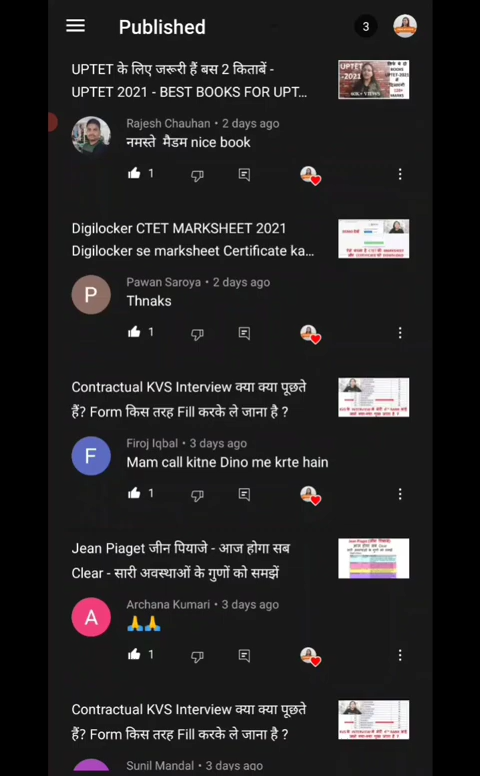 Published
3
UPTET के लिए जरूरी हैं बस 2 किताबें -
UPTET 2021 - BEST BOOKS FOR UPT...
UPTET
-2021
Rajesh Chauhan • 2 days ago
नमस्ते मैडम nice book
1
Digilocker CTET MARKSHEET 2021
Digilocker se marksheet Certificate ka...
P
Pawan Saroya • 2 days ago
Thnaks
1
Contractual KVS Interview क्या क्या पूछते
हैं? Form किस तरह Fill करके ले जाना है ?
F
Firoj Iqbal • 3 days ago
Mam call kitne Dino me krte hain
1
Jean Piaget जीन पियाजे - आज होगा सब
Clear - सारी अवस्थाओं के गुणों को समझें
A
Archana Kumari • 3 days ago
1
Contractual KVS Interview क्या क्या पूछते
हैं? Form किस तरह Fill करके ले जाना है ?
Sunil Mandal • 3 days ago